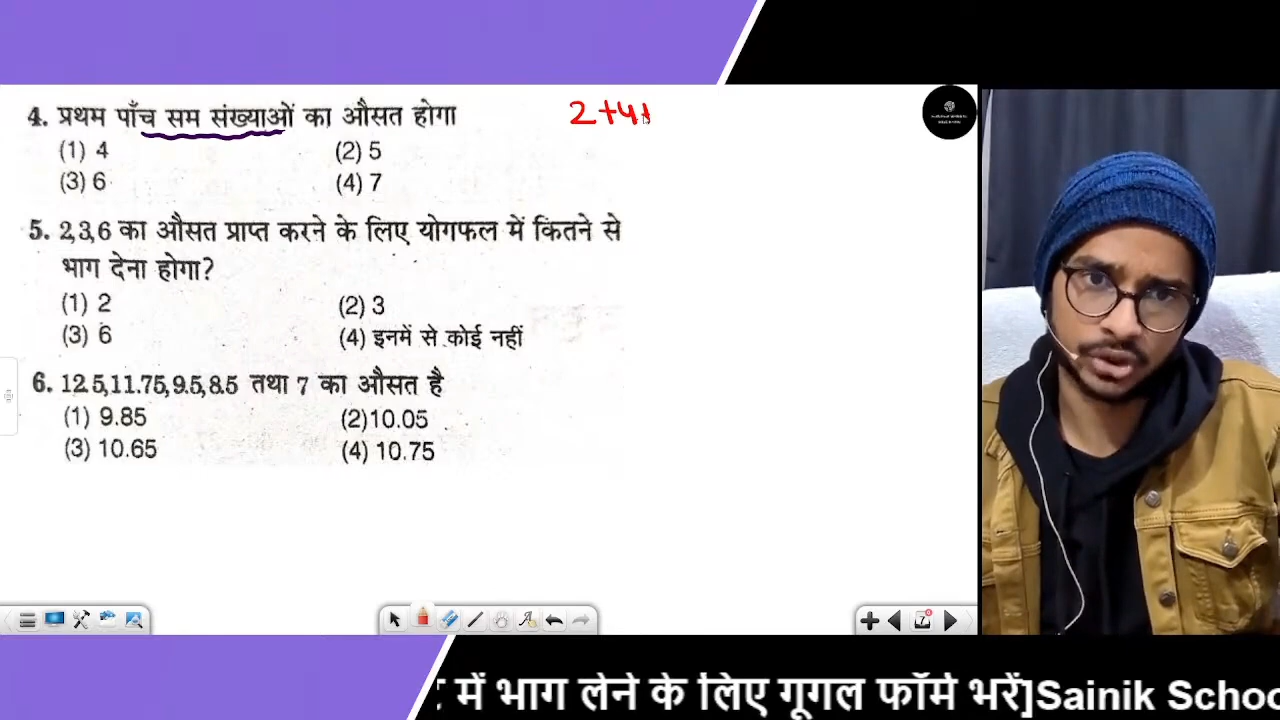 4. प्रथम पाँच सम संख्याओं का औसत होगा
2+4+
(1) 4 (2) 5
(3) 6 (4) 7
5. 2,3,6 का औसत प्राप्त करने के लिए योगफल में कितने से
भाग देना होगा?
(1) 2 (2) 3
(3) 6 (4) इनमें से कोई नहीं
6. 12.5,11.75,9.5,8.5 तथा 7 का औसत है
(1) 9.85 (2) 10.05
(3) 10.65 (4) 10.75
7
में भाग लेने के लिए गूगल फॉर्म भरें]Sainik Schoo